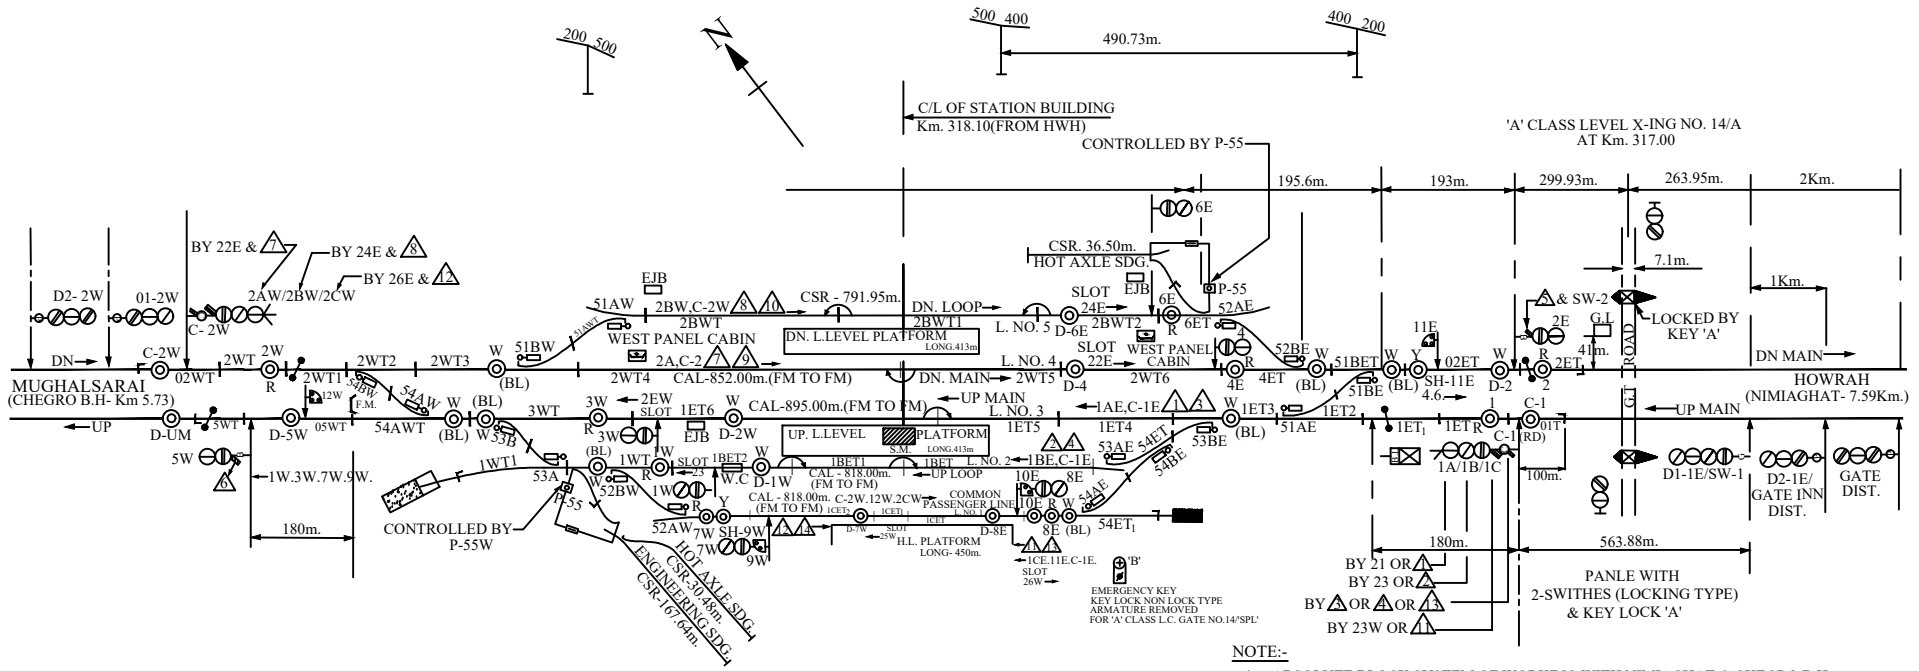 500 400
400 200
200 500
490.73m.
N
C/L OF STATION BUILDING
Km. 318.10(FROM HWH)
CONTROLLED BY P-55
'A' CLASS LEVEL X-ING NO. 14/A
AT Km. 317.00
195.6m.
193m.
299.93m.
263.95m.
2Km.
6E
CSR. 36.50m.
HOT AXLE SDG.
7.1m.
1Km.
BY 22E & 7
BY 24E & 8
BY 26E & 12
2AW/2BW/2CW
D2- 2W
01-2W
C- 2W
EJB
51AW
2BW,C-2W 8 10
2BWT
CSR - 791.95m.
DN. LOOP
2BWT1
L. NO. 5
SLOT
24E
D-6E
2BWT2
EJB
6E
R
P-55
6ET
52AE
11E
5 & SW-2
2E
G.L
41m.
ROAD
LOCKED BY
KEY 'A'
51AWT
51BW
WEST PANEL CABIN
DN. L.LEVEL PLATFORM
LONG.413m
WEST PANEL
CABIN
4
52BE
DN
C-2W
02WT
2WT
2W
R
2WT1
2WT2
2WT3
W
(BL)
2A,C-2 7 9
2WT4
CAL-852.00m.(FM TO FM)
DN. MAIN
L. NO. 4
2WT5
SLOT
22E
D-4
2WT6
4E
R
4ET
W
(BL)
51BET
51BE
W
(BL)
Y
SH-11E
4.6.
02ET
W
D-2
R
2
2ET
DN MAIN
MUGHALSARAI
(CHEGRO B.H- Km 5.73)
HOWRAH
(NIMIAGHAT- 7.59Km.)
54BW
54AW
12W
F.M.
UP
D-UM
5WT
D-5W
05WT
54AWT
W
(BL)
(BL)
W
53B
3WT
3W
R
2EW
SLOT
1ET6
D-2W
CAL-895.00m.(FM TO FM)
UP MAIN
L. NO. 3
1ET5
1AE,C-1E 1 3
1ET4
W
(BL)
1ET3
51AE
1ET2
1ET1
1ET
1
R
C-1
(RD)
01T
G.T
UP MAIN
3W
EJB
UP. L.LEVEL
PLATFORM
S.M.
LONG.413m
2 4
53AE
54ET
53BE
5W
6
1W.3W.7W.9W.
180m.
1WT1
53A
(BL)
W
52BW
1WT
1W
R
SLOT
23
1BET2
W.C
D-1W
1BET1
1BET
CAL - 818.00m.
(FM TO FM)
L. NO. 2
1BE,C-1E
UP LOOP
8E
54BE
C-1
1A/1B/1C
100m.
D1-1E/SW-1
D2-1E/
GATE INN
DIST.
GATE
DIST.
P-55
CONTROLLED BY
P-55W
1W
52AW
R
7W
Y
SH-9W
7W
9W
CAL - 818.00m.
(FM TO FM)
C-2W.12W.2CW
1CET2
1CET1
1CET
D-7W
COMMON
PASSENGER LINE
L. NO. 1
D-8E
10E
10E
R
8E
W
(BL)
54AE
54ET1
12 14
SLOT
25W
H.L. PLATFORM
LONG- 450m.
11 13
1CE.11E.C-1E.
SLOT
26W
'B'
EMERGENCY KEY
KEY LOCK NON LOCK TYPE
ARMATURE REMOVED
FOR 'A' CLASS L.C. GATE NO.14/'SPL'
HOT AXLE SDG.
CSR-30.48m.
ENGINEERING SDG.
CSR-167.64m.
180m.
563.88m.
BY 21 OR 1
BY 23 OR 2
BY 3 OR 4 OR 13
BY 23W OR 11
PANLE WITH
2-SWITHES (LOCKING TYPE)
& KEY LOCK 'A'
NOTE:-